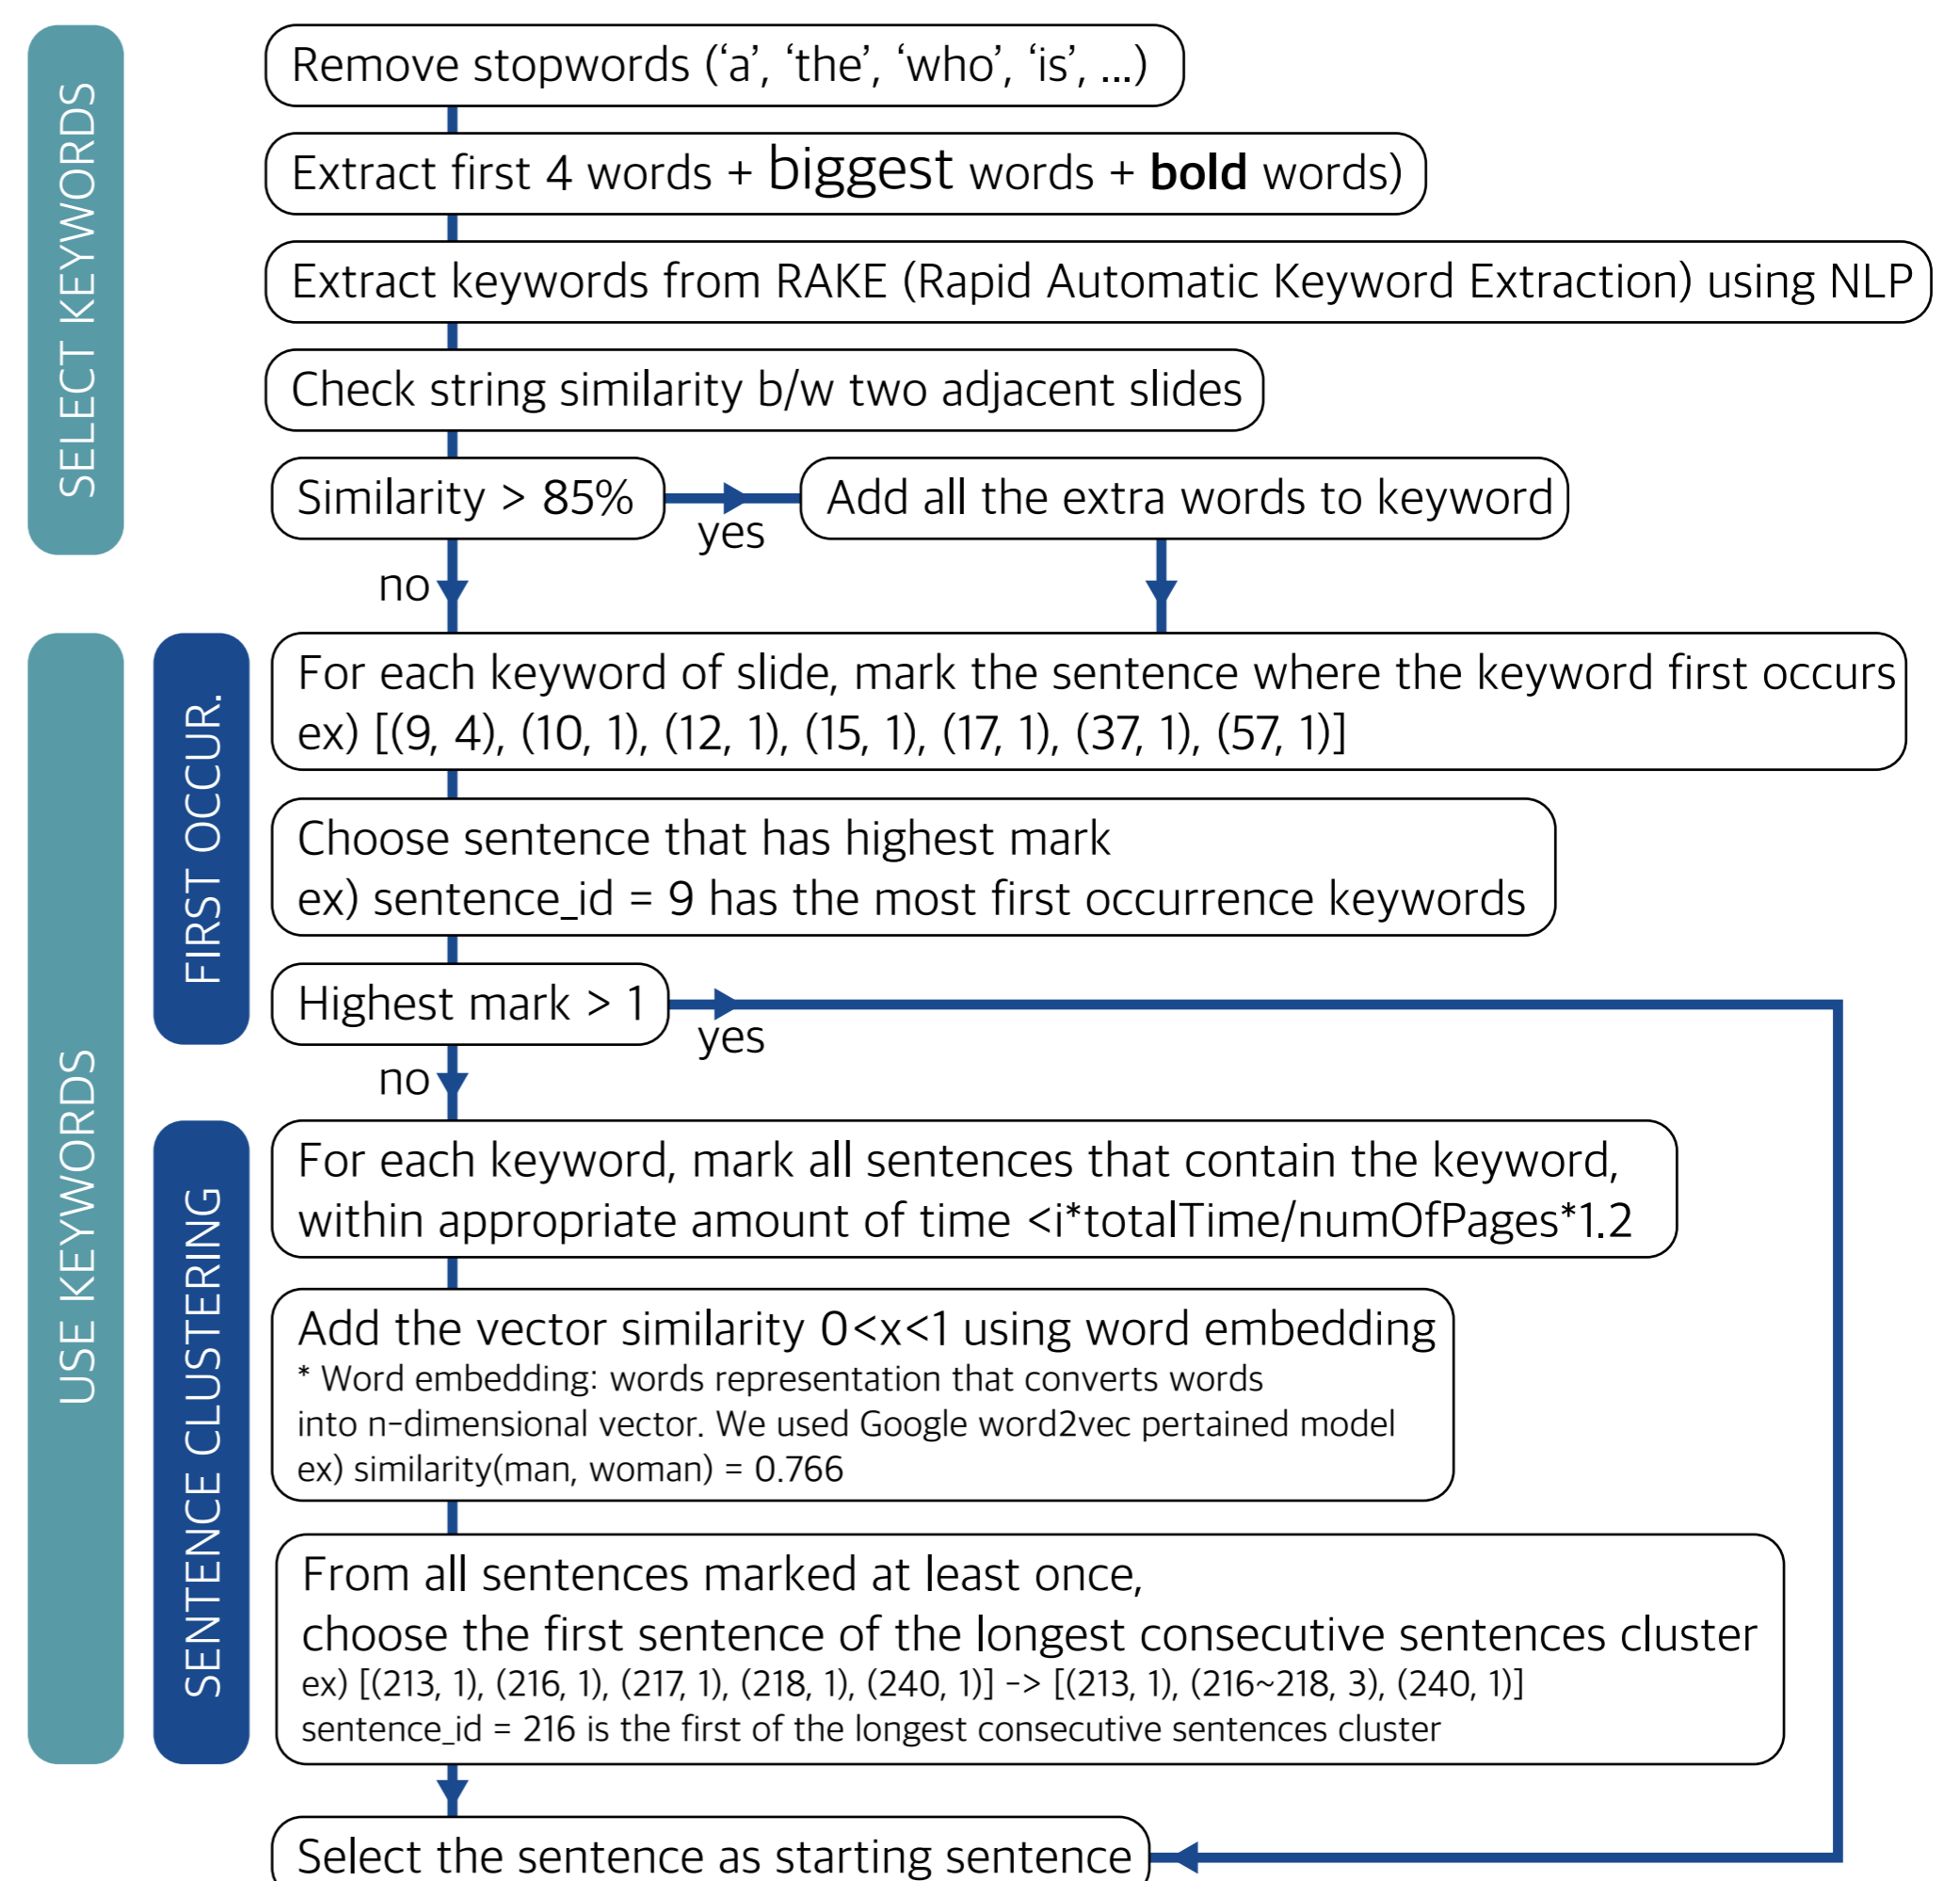 SELECT KEYWORDS
Remove stopwords (‘a’, ‘the’, ‘who’, ‘is’, ...)
Extract first 4 words + biggest words + bold words)
Extract keywords from RAKE (Rapid Automatic Keyword Extraction) using NLP
Check string similarity b/w two adjacent slides
Similarity > 85%
yes
Add all the extra words to keyword
no
USE KEYWORDS
FIRST OCCUR.
For each keyword of slide, mark the sentence where the keyword first occurs
ex) [(9, 4), (10, 1), (12, 1), (15, 1), (17, 1), (37, 1), (57, 1)]
Choose sentence that has highest mark
ex) sentence_id = 9 has the most first occurrence keywords
Highest mark > 1
yes
no
SENTENCE CLUSTERING
For each keyword, mark all sentences that contain the keyword,
within appropriate amount of time <i*totalTime/numOfPages*1.2
Add the vector similarity 0<x<1 using word embedding
* Word embedding: words representation that converts words
into n-dimensional vector. We used Google word2vec pertained model
ex) similarity(man, woman) = 0.766
From all sentences marked at least once,
choose the first sentence of the longest consecutive sentences cluster
ex) [(213, 1), (216, 1), (217, 1), (218, 1), (240, 1)] -> [(213, 1), (216~218, 3), (240, 1)]
sentence_id = 216 is the first of the longest consecutive sentences cluster
Select the sentence as starting sentence